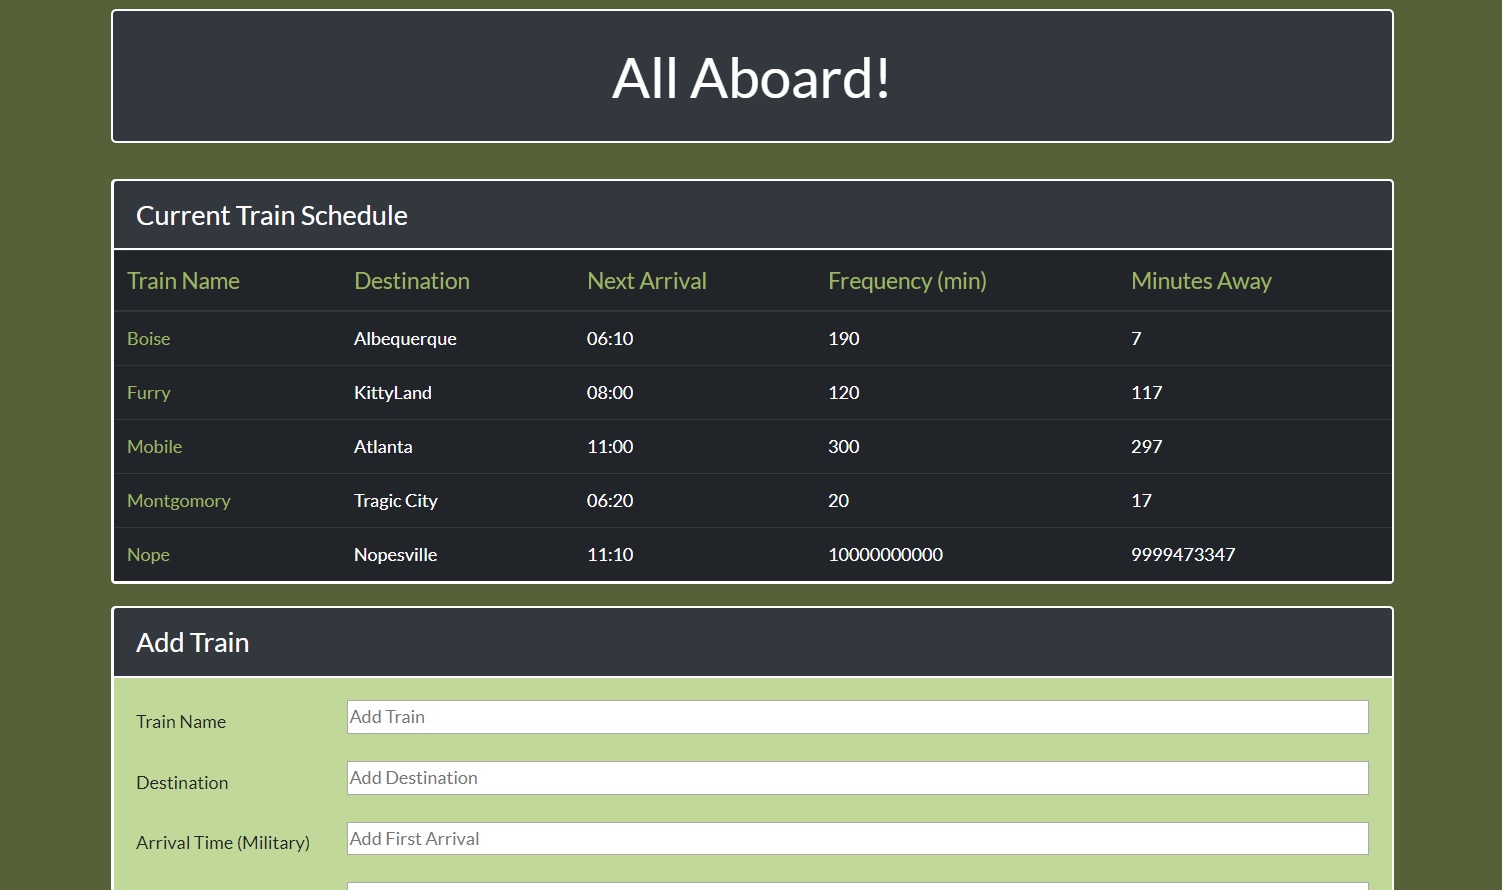 All Aboard!
Current Train Schedule
Train Name Destination Next Arrival Frequency (min) Minutes Away
Boise Albequerque 06:10 190 7
Furry KittyLand 08:00 120 117
Mobile Atlanta 11:00 300 297
Montgomory Tragic City 06:20 20 17
Nope Nopesville 11:10 10000000000 9999473347
Add Train
Train Name Add Train
Destination Add Destination
Arrival Time (Military) Add First Arrival